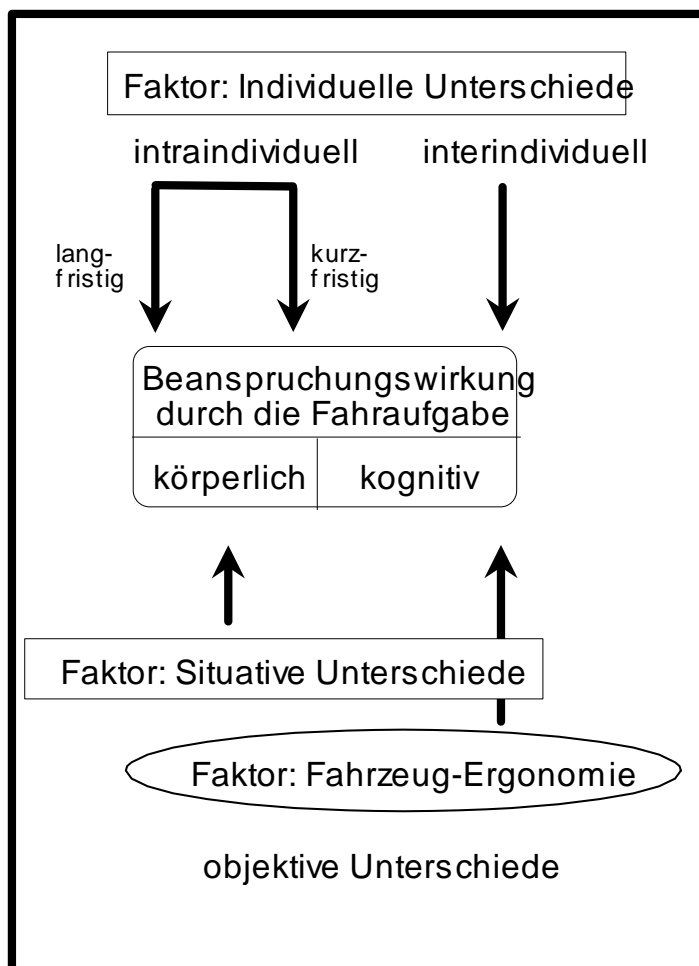 Faktor: Individuelle Unterschiede
intraindividuell interindividuell
lang-
fristig
kurz-
fristig
Beanspruchungswirkung
durch die Fahraufgabe
körperlich kognitiv
Faktor: Situative Unterschiede
Faktor: Fahrzeug-Ergonomie
objektive Unterschiede